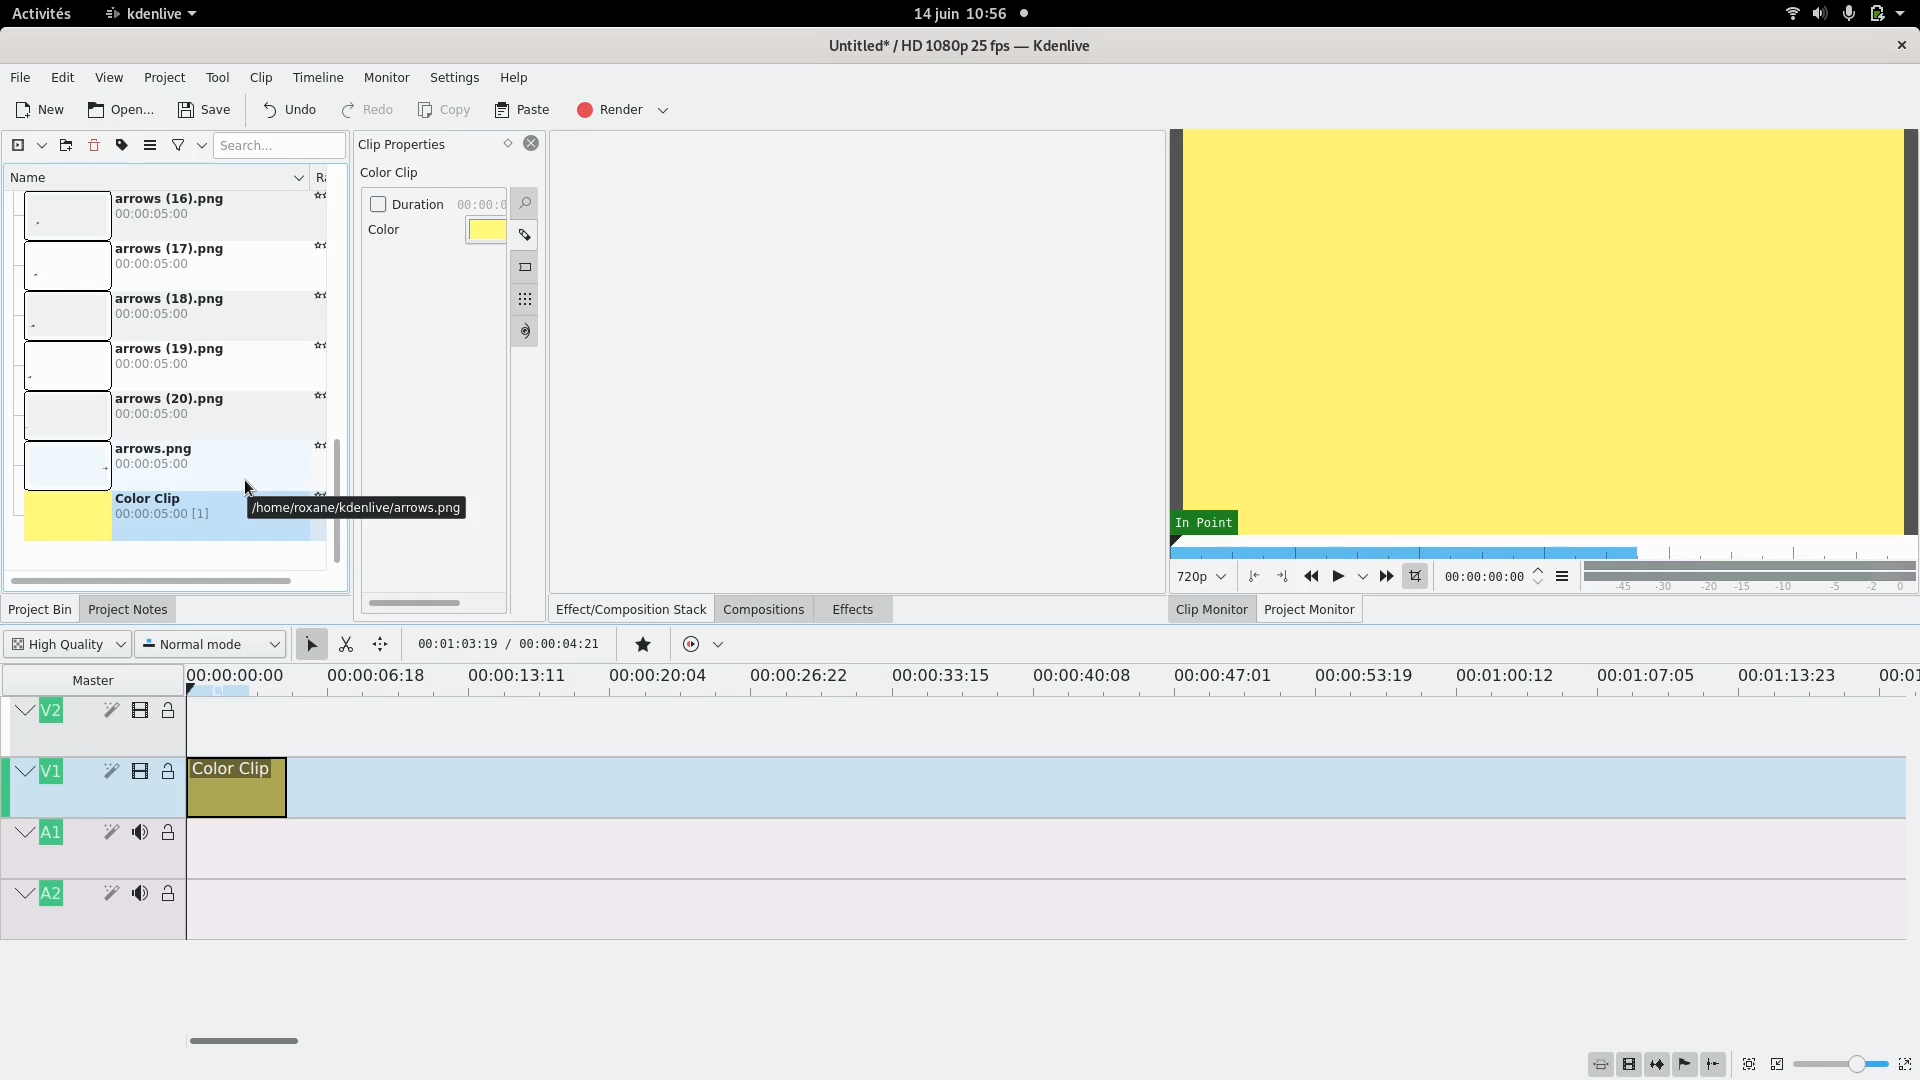 Activités kdenlive 14 juin 10:56
Untitled* / HD 1080p 25 fps — Kdenlive
File Edit View Project Tool Clip Timeline Monitor Settings Help
New Open... Save Undo Redo Copy Paste Render
Search...
Name Ra
arrows (16).png
00:00:05:00
arrows (17).png
00:00:05:00
arrows (18).png
00:00:05:00
arrows (19).png
00:00:05:00
arrows (20).png
00:00:05:00
arrows.png
00:00:05:00
Color Clip
00:00:05:00 [1]
/home/roxane/kdenlive/arrows.png
Project Bin Project Notes
Clip Properties
Color Clip
Duration 00:00:0
Color
Effect/Composition Stack Compositions Effects
In Point
720p 00:00:00:00
-45 -30 -20 -15 -10 -5 -2 0
Clip Monitor Project Monitor
High Quality Normal mode 00:01:03:19 / 00:00:04:21
Master 00:00:00:00 00:00:06:18 00:00:13:11 00:00:20:04 00:00:26:22 00:00:33:15 00:00:40:08 00:00:47:01 00:00:53:19 00:01:00:12 00:01:07:05 00:01:13:23 00:01
V2
V1 Color Clip
A1
A2